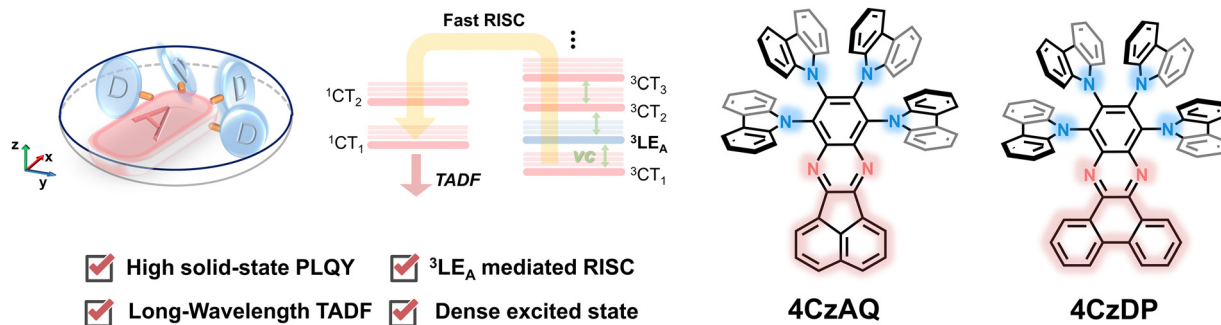 Fast RISC
D
D
D
D
A
z
x
y
¹CT₂
¹CT₁
TADF
⋮
³CT₃
³CT₂
³LE_A
vc
³CT₁
High solid-state PLQY
³LE_A mediated RISC
Long-Wavelength TADF
Dense excited state
N N
N N
N N
4CzAQ
N N
N N
N N
4CzDP